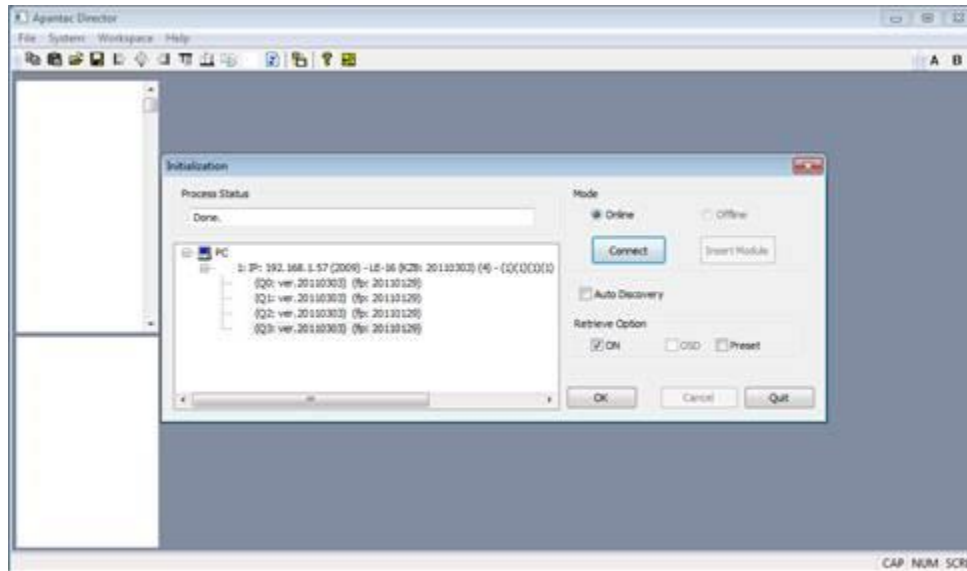 Apantac Director
File System Workspace Help
A B
Initialization
Process Status
Done.
PC
1: IP: 192.168.1.57 (2009) - LE-16 (KZB: 20110303) (4) - (1)(1)(1)(1)
(Q0: ver.20110303) (fp: 20110129)
(Q1: ver.20110303) (fp: 20110129)
(Q2: ver.20110303) (fp: 20110129)
(Q3: ver.20110303) (fp: 20110129)
Mode
Online Offline
Connect Insert Module
Auto Discovery
Retrieve Option
ON OSD Preset
OK Cancel Quit
CAP NUM SCR